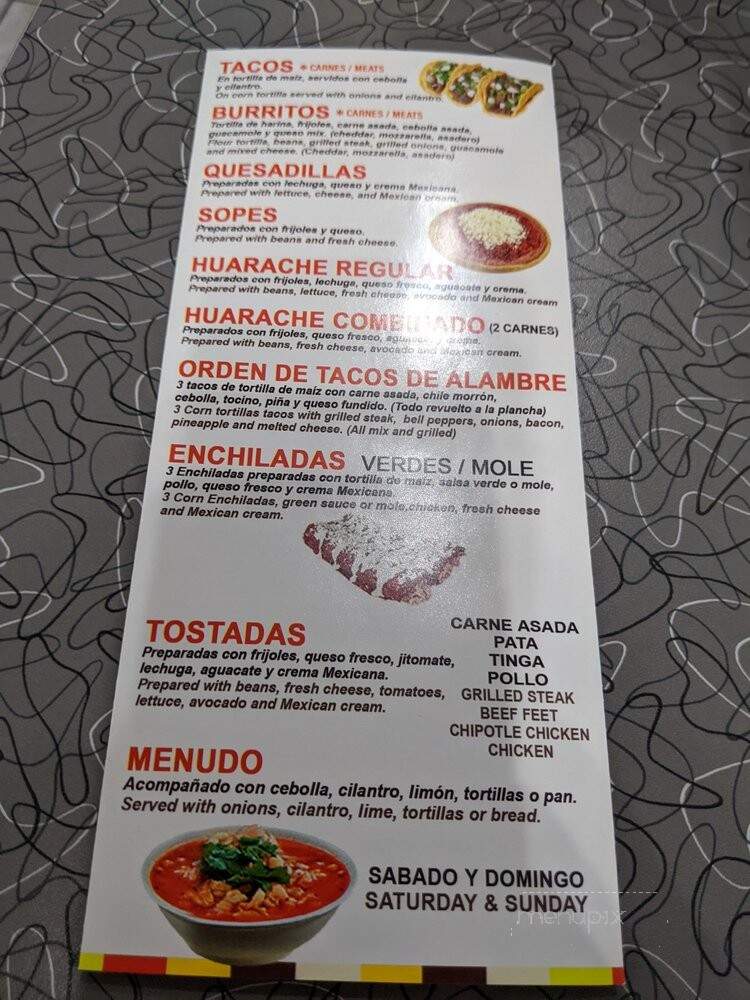 TACOS * CARNES / MEATS
En tortilla de maíz, servidos con cebolla
y cilantro.
On corn tortilla served with onions and cilantro.
BURRITOS * CARNES / MEATS
Tortilla de harina, frijoles, carne asada, cebolla asada,
guacamole y queso mix. (cheddar, mozzarella, asadero)
Flour tortilla, beans, grilled steak, grilled onions, guacamole
and mixed cheese. (Cheddar, mozzarella, asadero)
QUESADILLAS
Preparadas con lechuga, queso y crema Mexicana.
Prepared with lettuce, cheese, and Mexican cream.
SOPES
Preparados con frijoles y queso.
Prepared with beans and fresh cheese.
HUARACHE REGULAR
Preparados con frijoles, lechuga, queso fresco, aguacate y crema.
Prepared with beans, lettuce, fresh cheese, avocado and Mexican cream
HUARACHE COMBINADO (2 CARNES)
Preparados con frijoles, queso fresco, aguacate y crema.
Prepared with beans, fresh cheese, avocado and Mexican cream.
ORDEN DE TACOS DE ALAMBRE
3 tacos de tortilla de maíz con carne asada, chile morrón,
cebolla, tocino, piña y queso fundido. (Todo revuelto a la plancha)
3 Corn tortillas tacos with grilled steak, bell peppers, onions, bacon,
pineapple and melted cheese. (All mix and grilled)
ENCHILADAS VERDES / MOLE
3 Enchiladas preparadas con tortilla de maíz, salsa verde o mole,
pollo, queso fresco y crema Mexicana.
3 Corn Enchiladas, green sauce or mole,chicken, fresh cheese
and Mexican cream.
TOSTADAS
Preparadas con frijoles, queso fresco, jitomate,
lechuga, aguacate y crema Mexicana.
Prepared with beans, fresh cheese, tomatoes,
lettuce, avocado and Mexican cream.
CARNE ASADA
PATA
TINGA
POLLO
GRILLED STEAK
BEEF FEET
CHIPOTLE CHICKEN
CHICKEN
MENUDO
Acompañado con cebolla, cilantro, limón, tortillas o pan.
Served with onions, cilantro, lime, tortillas or bread.
SABADO Y DOMINGO
SATURDAY & SUNDAY
menupix